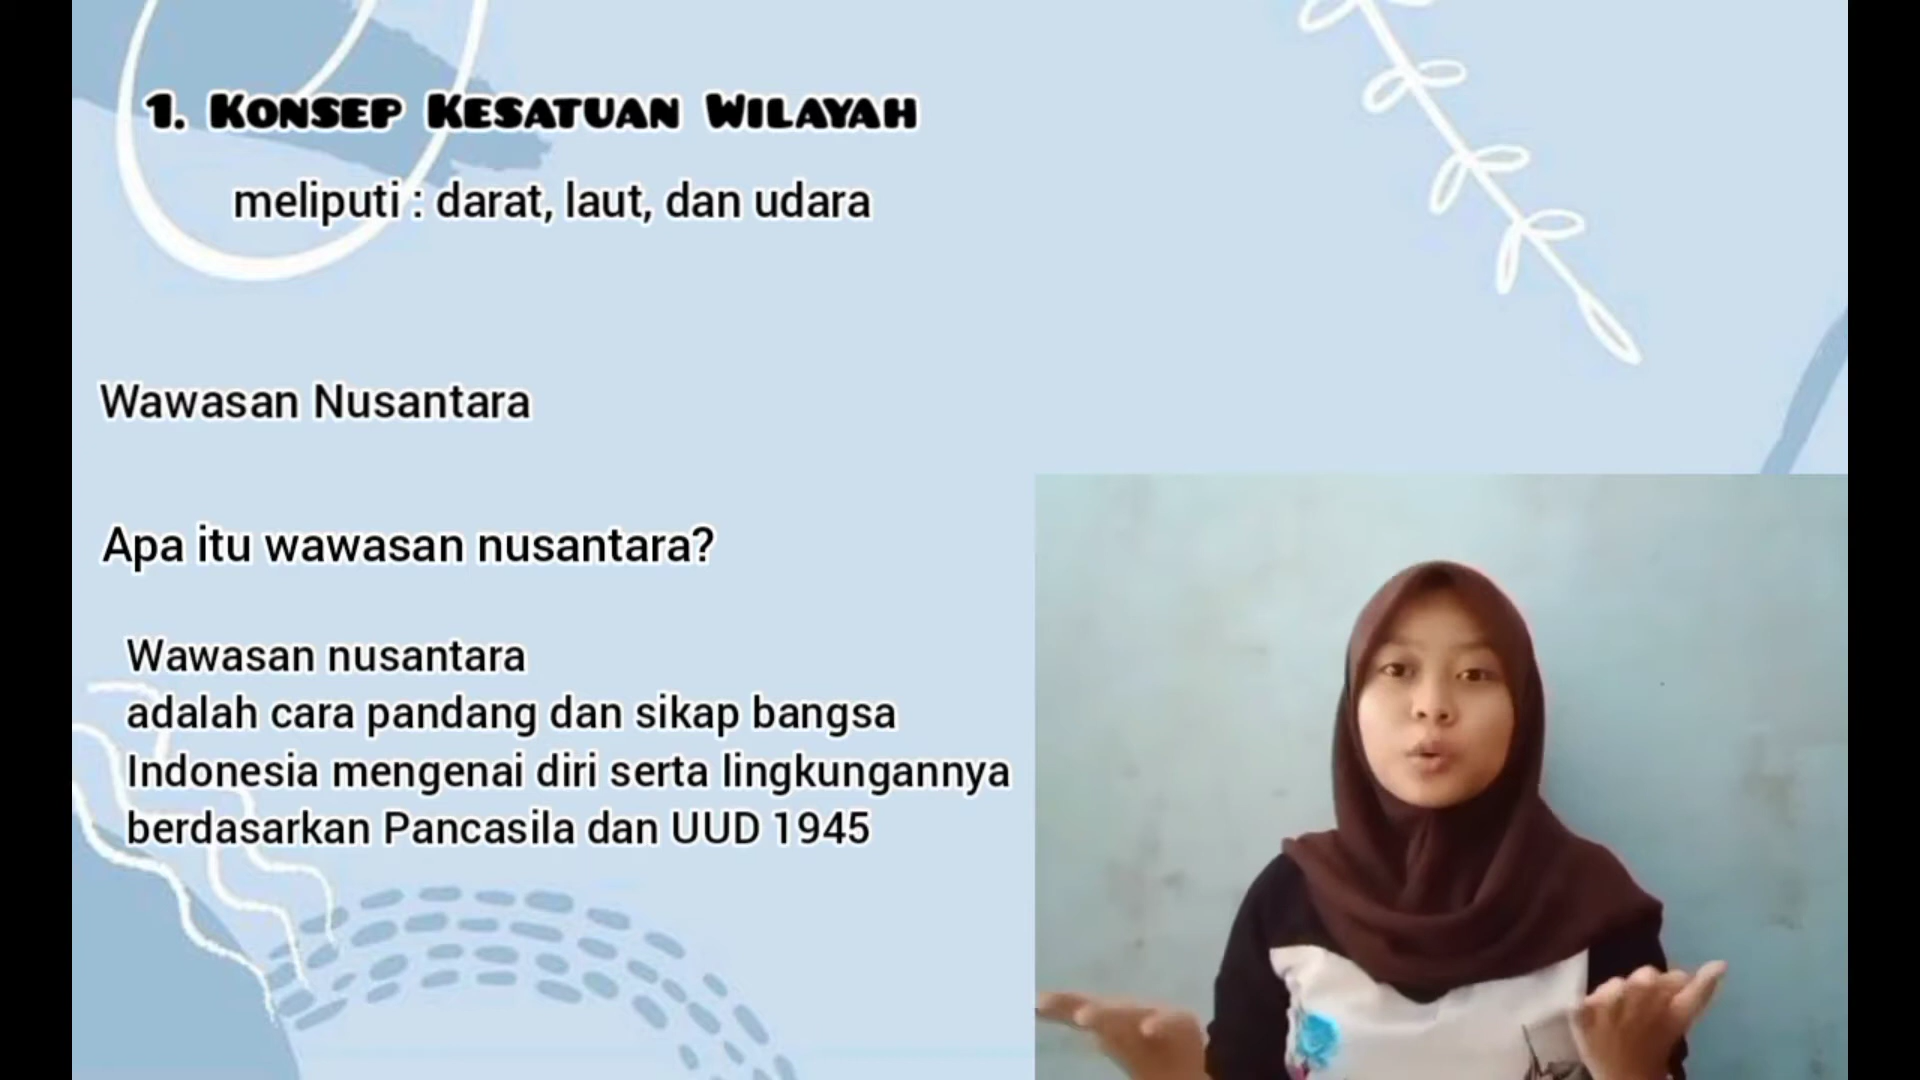 1. Konsep Kesatuan Wilayah
meliputi : darat, laut, dan udara
Wawasan Nusantara
Apa itu wawasan nusantara?
Wawasan nusantara
adalah cara pandang dan sikap bangsa
Indonesia mengenai diri serta lingkungannya
berdasarkan Pancasila dan UUD 1945